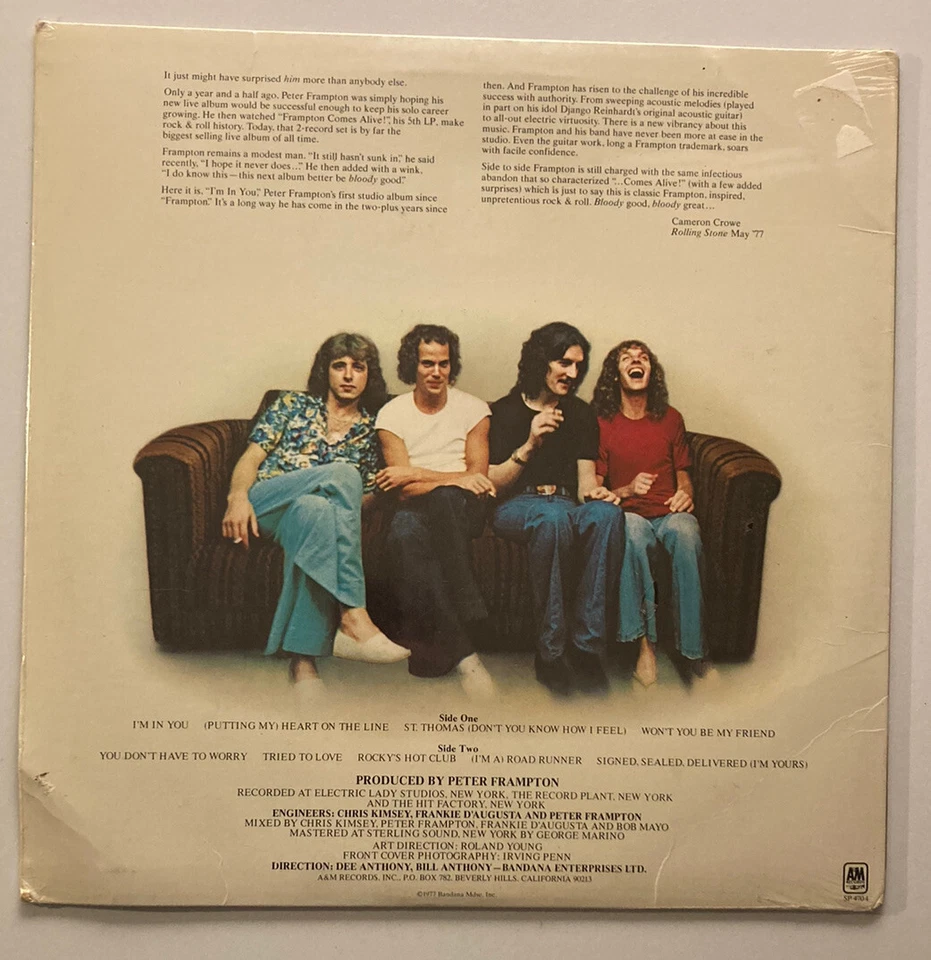 It just might have surprised him more than anybody else.
Only a year and a half ago, Peter Frampton was simply hoping his
new live album would be successful enough to keep his solo career
growing. He then watched “Frampton Comes Alive!”, his 5th LP, make
rock & roll history. Today, that 2-record set is by far the
biggest selling live album of all time.
Frampton remains a modest man. “It still hasn't sunk in,” he said
recently, “I hope it never does...” He then added with a wink,
“I do know this—this next album better be bloody good.”
Here it is, “I'm In You.” Peter Frampton's first studio album since
“Frampton.” It's a long way he has come in the two-plus years since
then. And Frampton has risen to the challenge of his incredible
success with authority. From sweeping acoustic melodies (played
in part on his idol Django Reinhardt's original acoustic guitar)
to all-out electric virtuosity. There is a new vibrancy about this
music. Frampton and his band have never been more at ease in the
studio. Even the guitar work, long a Frampton trademark, soars
with facile confidence.
Side to side Frampton is still charged with the same infectious
abandon that so characterized “...Comes Alive!” (with a few added
surprises) which is just to say this is classic Frampton, inspired,
unpretentious rock & roll. Bloody good, bloody great...
Cameron Crowe
Rolling Stone May '77
Side One
I'M IN YOU (PUTTING MY) HEART ON THE LINE ST. THOMAS (DON'T YOU KNOW HOW I FEEL) WON'T YOU BE MY FRIEND
Side Two
YOU DON'T HAVE TO WORRY TRIED TO LOVE ROCKY'S HOT CLUB (I'M A) ROAD RUNNER SIGNED, SEALED, DELIVERED (I'M YOURS)
PRODUCED BY PETER FRAMPTON
RECORDED AT ELECTRIC LADY STUDIOS, NEW YORK, THE RECORD PLANT, NEW YORK
AND THE HIT FACTORY, NEW YORK
ENGINEERS: CHRIS KIMSEY, FRANKIE D'AUGUSTA AND PETER FRAMPTON
MIXED BY CHRIS KIMSEY, PETER FRAMPTON, FRANKIE D'AUGUSTA AND BOB MAYO
MASTERED AT STERLING SOUND, NEW YORK BY GEORGE MARINO
ART DIRECTION: ROLAND YOUNG
FRONT COVER PHOTOGRAPHY: IRVING PENN
DIRECTION: DEE ANTHONY, BILL ANTHONY—BANDANA ENTERPRISES LTD.
A&M RECORDS, INC., P.O. BOX 782, BEVERLY HILLS, CALIFORNIA 90213
©1977 Bandana Mdse. Inc.
AM
SP 4704